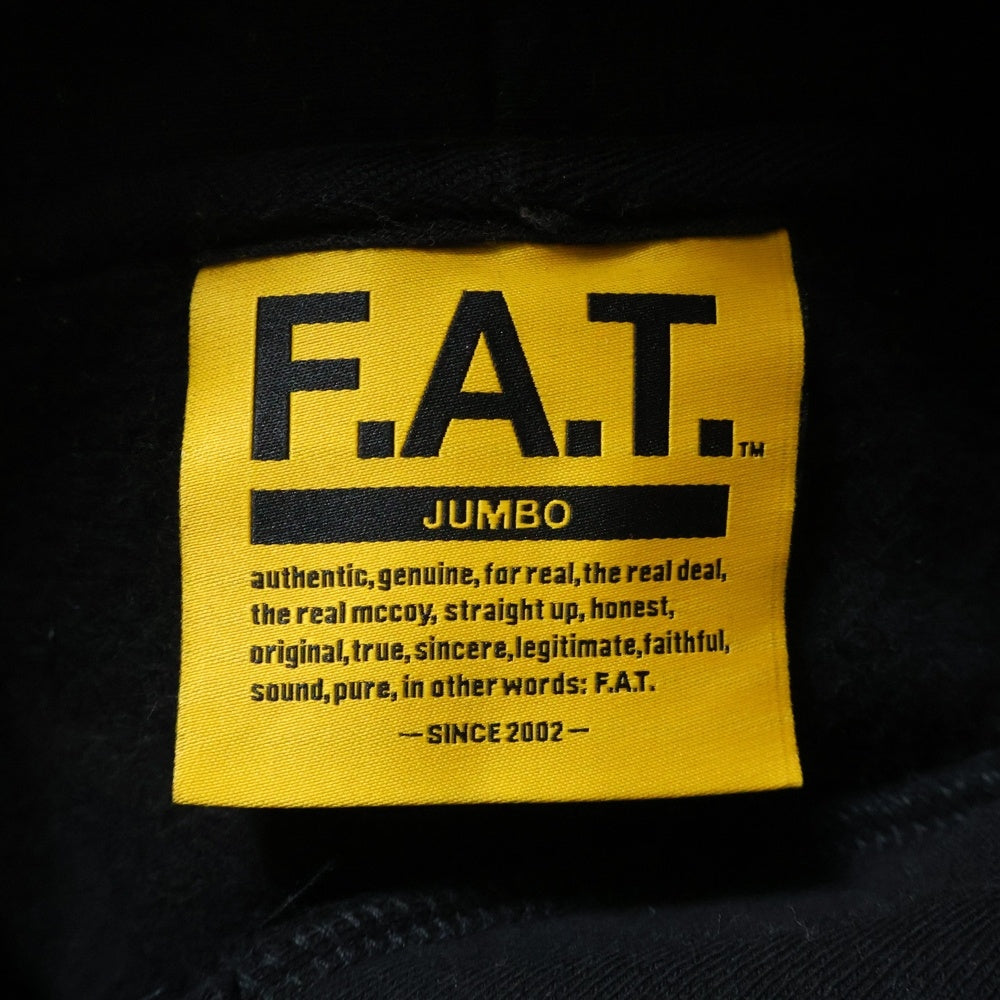 F.A.T.™
JUMBO
authentic, genuine, for real, the real deal,
the real mccoy, straight up, honest,
original, true, sincere, legitimate, faithful,
sound, pure, in other words: F.A.T.
—SINCE 2002—